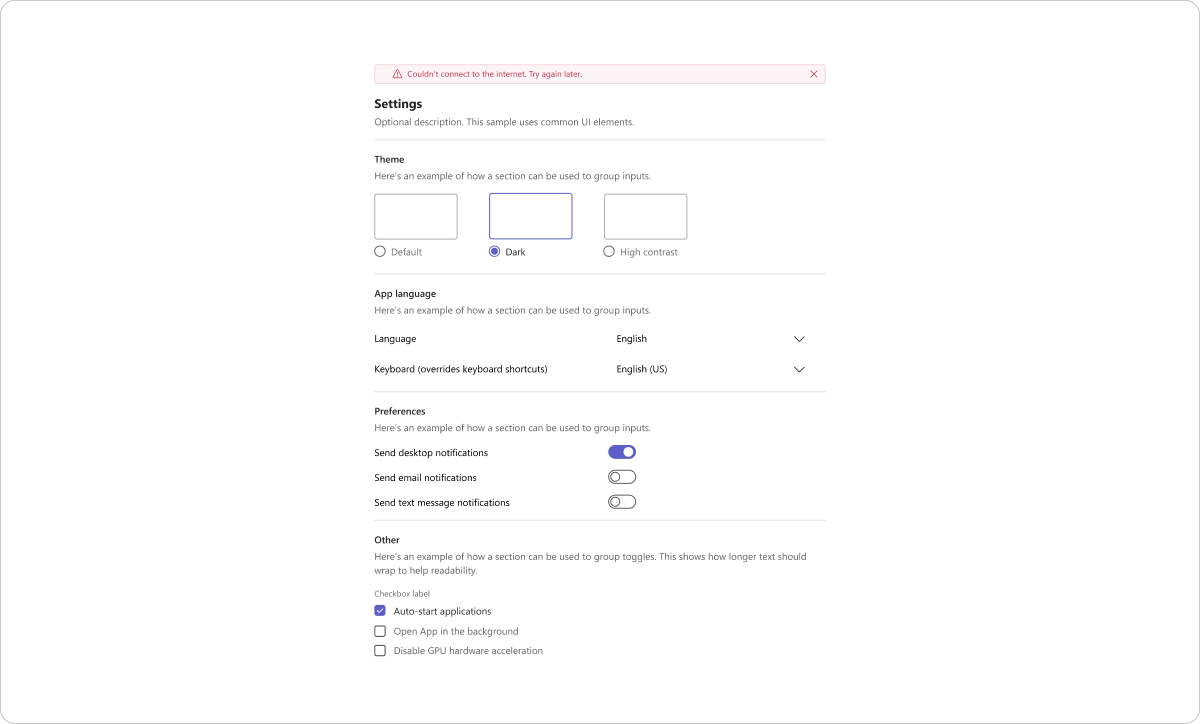 Couldn't connect to the internet. Try again later.
Settings
Optional description. This sample uses common UI elements.
Theme
Here's an example of how a section can be used to group inputs.
Default
Dark
High contrast
App language
Here's an example of how a section can be used to group inputs.
Language English
Keyboard (overrides keyboard shortcuts) English (US)
Preferences
Here's an example of how a section can be used to group inputs.
Send desktop notifications
Send email notifications
Send text message notifications
Other
Here's an example of how a section can be used to group toggles. This shows how longer text should
wrap to help readability.
Checkbox label
Auto-start applications
Open App in the background
Disable GPU hardware acceleration